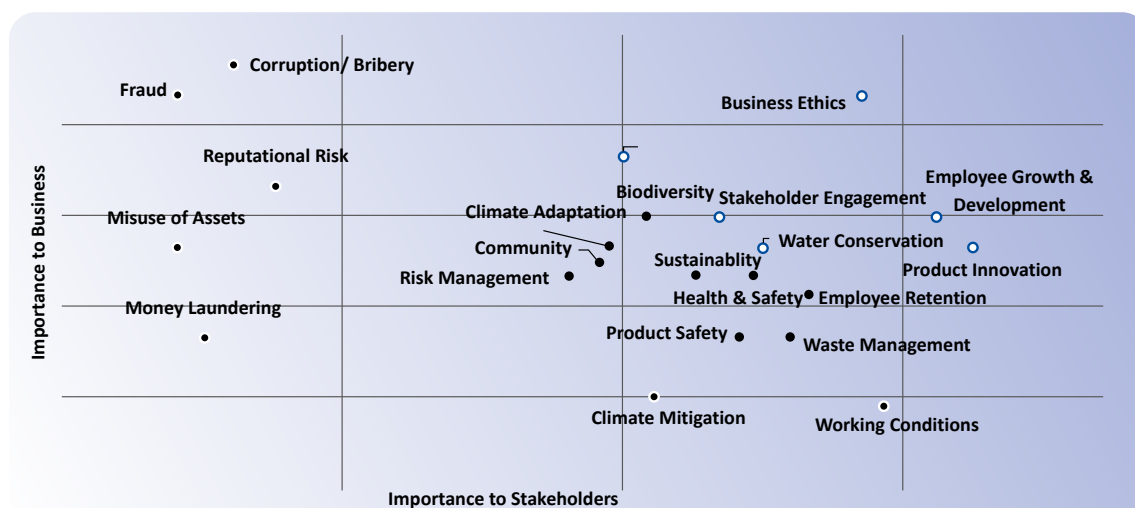 Corruption/ Bribery
Fraud
Business Ethics
Reputational Risk
Employee Growth &
Development
Biodiversity
Stakeholder Engagement
Climate Adaptation
Misuse of Assets
Water Conservation
Community
Sustainablity
Product Innovation
Risk Management
Health & Safety
Employee Retention
Money Laundering
Product Safety
Waste Management
Climate Mitigation
Working Conditions
Importance to Business
Importance to Stakeholders